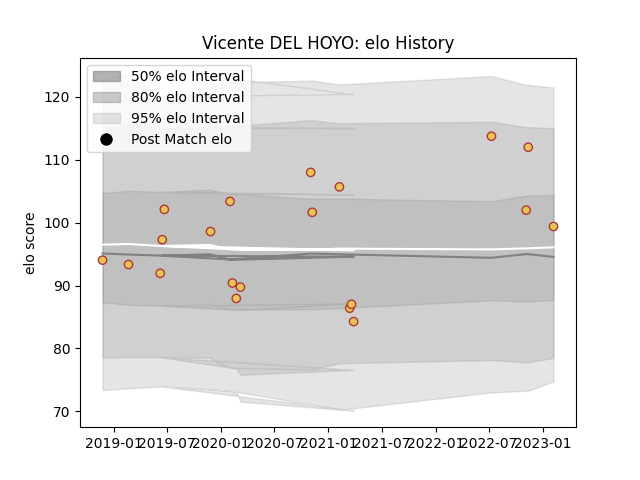 Vicente DEL HOYO: elo History
50% elo Interval
80% elo Interval
95% elo Interval
Post Match elo
elo score
120
110
100
90
80
70
2019-01
2019-07
2020-01
2020-07
2021-01
2021-07
2022-01
2022-07
2023-01